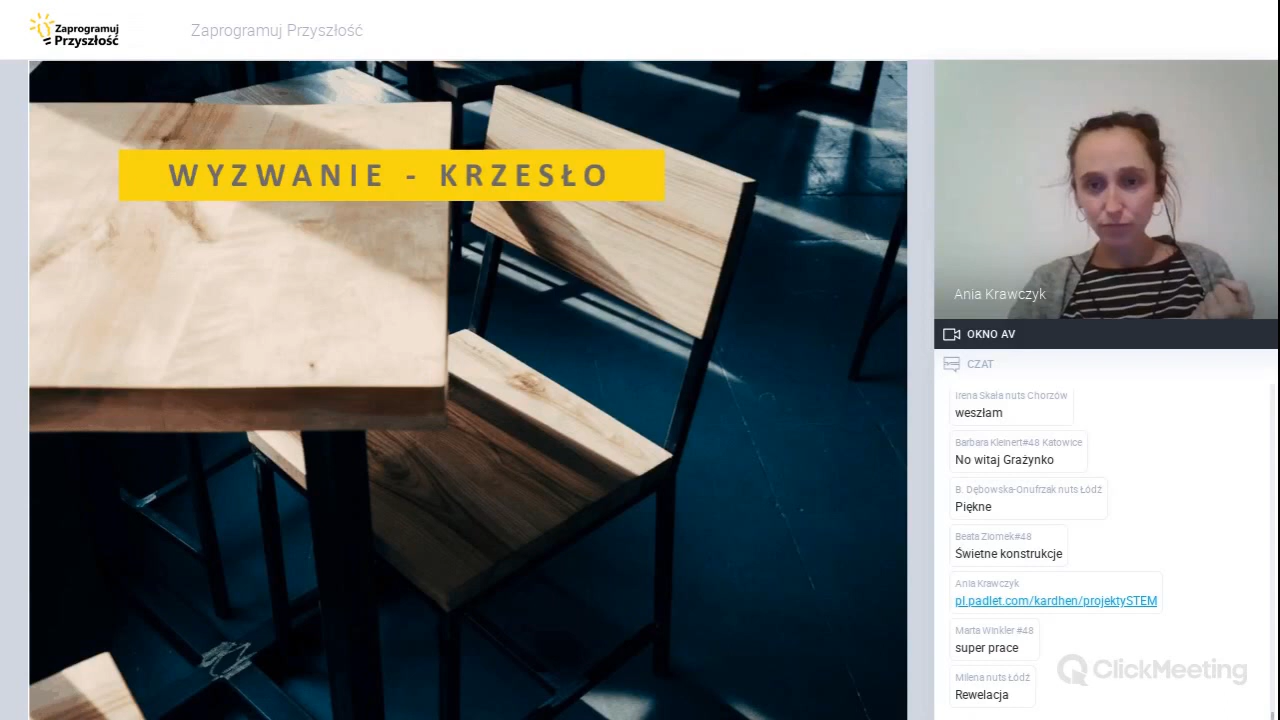 Zaprogramuj
Przyszłość
Zaprogramuj Przyszłość
WYZWANIE - KRZESŁO
Ania Krawczyk
OKNO AV
CZAT
Irena Skała nuts Chorzów
weszłam
Barbara Kleinert#48 Katowice
No witaj Grażynko
B. Dębowska-Onufrzak nuts Łódź
Piękne
Beata Ziomek#48
Świetne konstrukcje
Ania Krawczyk
pl.padlet.com/kardhen/projektySTEM
Marta Winkler #48
super prace
Milena nuts Łódź
Rewelacja
ClickMeeting